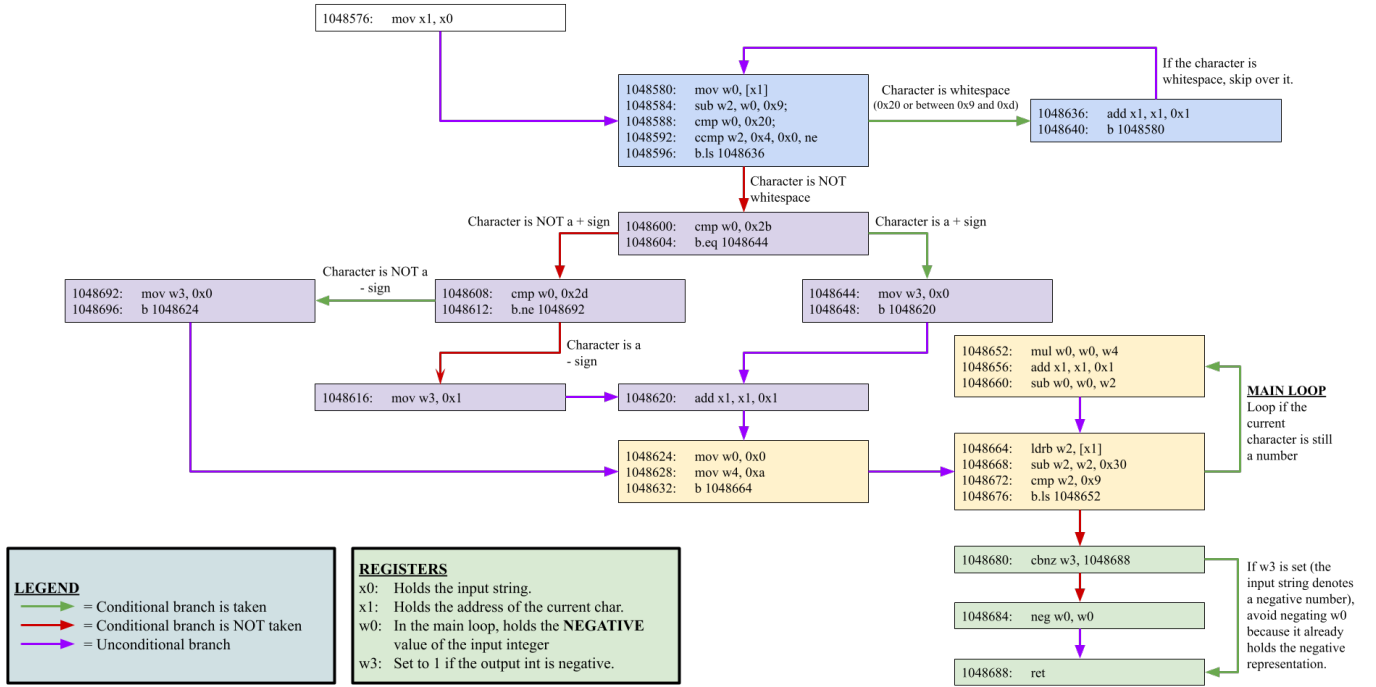 1048576: mov x1, x0
If the character is
whitespace, skip over it.
1048580: mov w0, [x1]
1048584: sub w2, w0, 0x9;
1048588: cmp w0, 0x20;
1048592: ccmp w2, 0x4, 0x0, ne
1048596: b.ls 1048636
Character is whitespace
(0x20 or between 0x9 and 0xd)
1048636: add x1, x1, 0x1
1048640: b 1048580
Character is NOT
whitespace
Character is NOT a + sign
1048600: cmp w0, 0x2b
1048604: b.eq 1048644
Character is a + sign
1048692: mov w3, 0x0
1048696: b 1048624
Character is NOT a
- sign
1048608: cmp w0, 0x2d
1048612: b.ne 1048692
1048644: mov w3, 0x0
1048648: b 1048620
Character is a
- sign
1048616: mov w3, 0x1
1048620: add x1, x1, 0x1
1048652: mul w0, w0, w4
1048656: add x1, x1, 0x1
1048660: sub w0, w0, w2
MAIN LOOP
Loop if the
current
character is still
a number
1048624: mov w0, 0x0
1048628: mov w4, 0xa
1048632: b 1048664
1048664: ldrb w2, [x1]
1048668: sub w2, w2, 0x30
1048672: cmp w2, 0x9
1048676: b.ls 1048652
1048680: cbnz w3, 1048688
1048684: neg w0, w0
1048688: ret
If w3 is set (the
input string denotes
a negative number),
avoid negating w0
because it already
holds the negative
representation.
LEGEND
= Conditional branch is taken
= Conditional branch is NOT taken
= Unconditional branch
REGISTERS
x0: Holds the input string.
x1: Holds the address of the current char.
w0: In the main loop, holds the NEGATIVE
value of the input integer
w3: Set to 1 if the output int is negative.